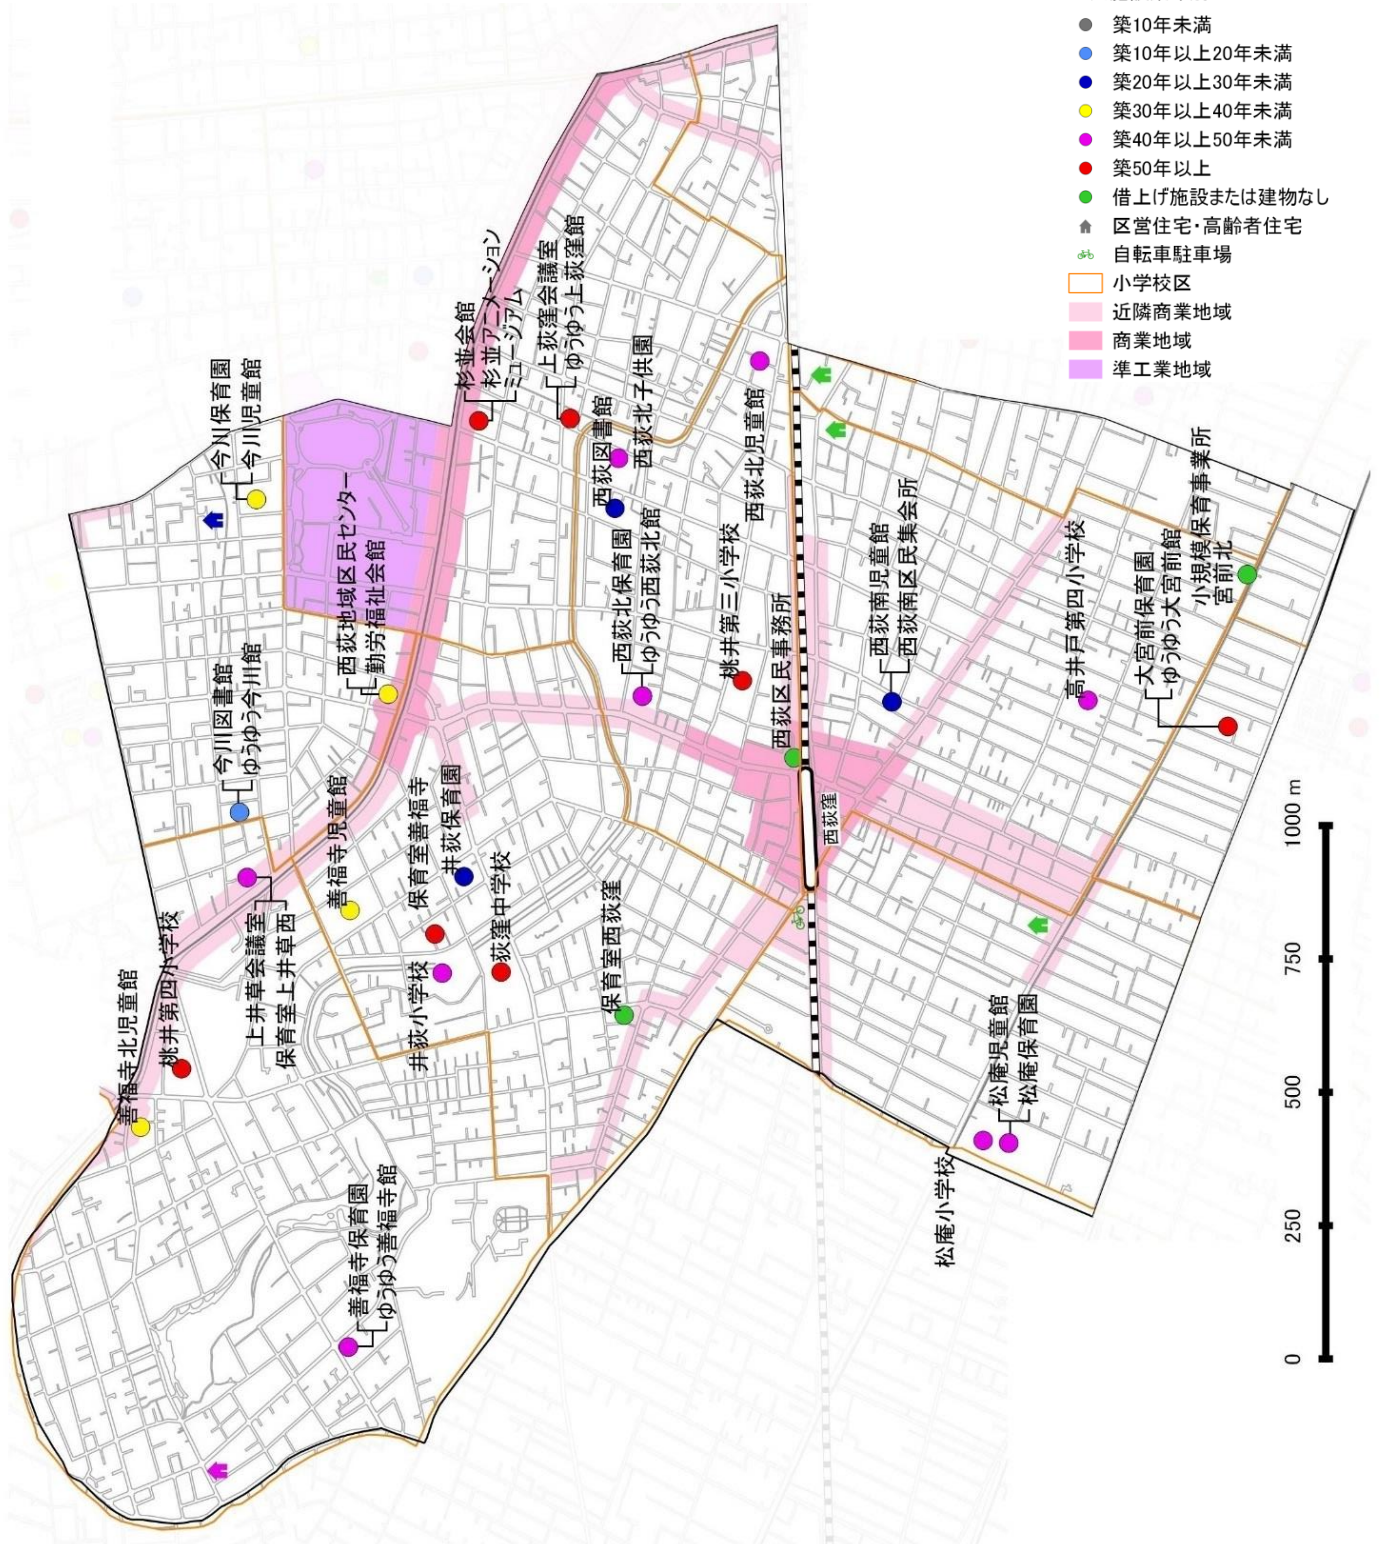 築10年未満
築10年以上20年未満
築20年以上30年未満
築30年以上40年未満
築40年以上50年未満
築50年以上
借上げ施設または建物なし
区営住宅・高齢者住宅
自転車駐車場
小学校区
近隣商業地域
商業地域
準工業地域
善福寺北児童館
桃井第四小学校
上井草会議室
保育室上井草西
今川図書館
ゆうゆう今川館
今川保育園
今川児童館
西荻地域区民センター
勤労福祉会館
善福寺児童館
善福寺保育園
ゆうゆう善福寺館
保育室善福寺
井荻小学校
井荻保育園
荻窪中学校
杉並会館
杉並アニメーション
ミュージアム
上荻窪会議室
ゆうゆう上荻窪館
西荻図書館
西荻北子供園
西荻北保育園
ゆうゆう西荻北館
保育室西荻窪
桃井第三小学校
西荻北児童館
西荻区民事務所
西荻窪
西荻南児童館
西荻南区民集会所
松庵小学校
松庵児童館
松庵保育園
高井戸第四小学校
大宮前保育園
ゆうゆう大宮前館
小規模保育事業所
宮前北
0
250
500
750
1000 m